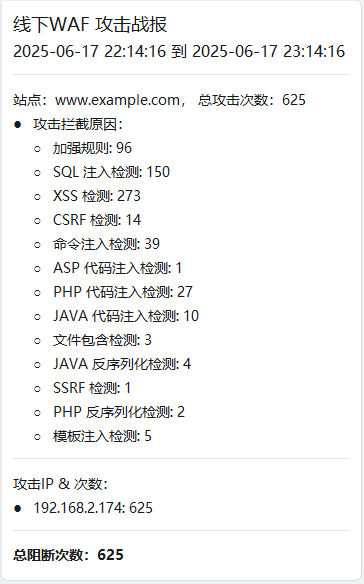 线下WAF 攻击战报
2025-06-17 22:14:16 到 2025-06-17 23:14:16
站点：www.example.com， 总攻击次数：625
● 攻击拦截原因：
○ 加强规则: 96
○ SQL 注入检测: 150
○ XSS 检测: 273
○ CSRF 检测: 14
○ 命令注入检测: 39
○ ASP 代码注入检测: 1
○ PHP 代码注入检测: 27
○ JAVA 代码注入检测: 10
○ 文件包含检测: 3
○ JAVA 反序列化检测: 4
○ SSRF 检测: 1
○ PHP 反序列化检测: 2
○ 模板注入检测: 5
攻击IP & 次数：
● 192.168.2.174: 625
总阻断次数：625